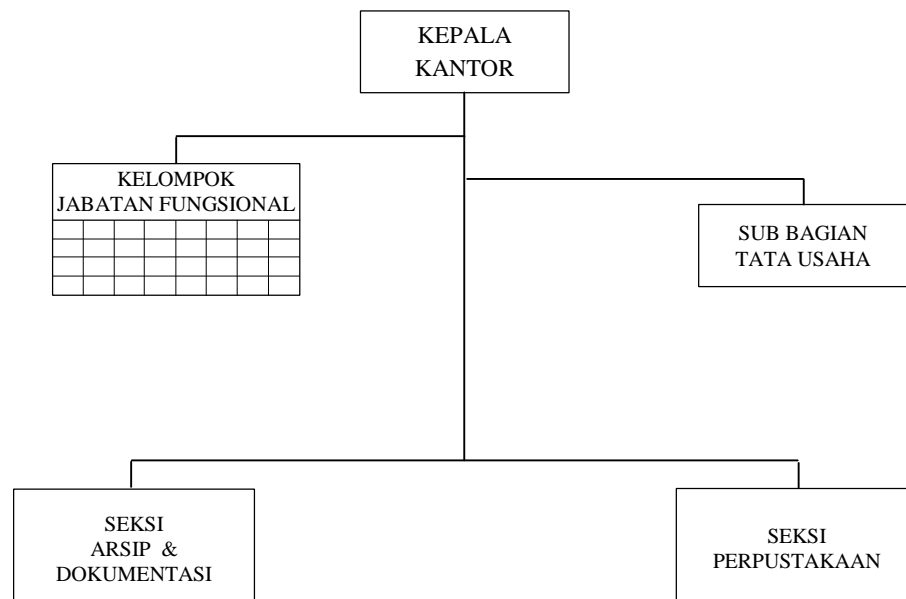 KEPALA
KANTOR
KELOMPOK
JABATAN FUNGSIONAL
SUB BAGIAN
TATA USAHA
SEKSI
ARSIP &
DOKUMENTASI
SEKSI
PERPUSTAKAAN